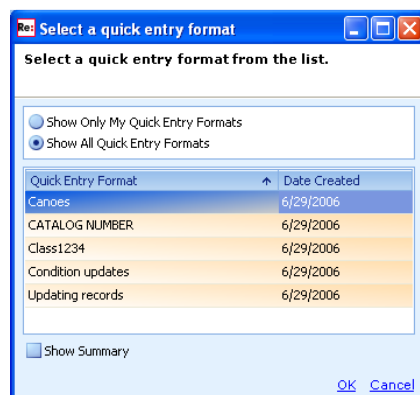 Re: Select a quick entry format
Select a quick entry format from the list.
Show Only My Quick Entry Formats
Show All Quick Entry Formats
Quick Entry Format Date Created
Canoes 6/29/2006
CATALOG NUMBER 6/29/2006
Class1234 6/29/2006
Condition updates 6/29/2006
Updating records 6/29/2006
Show Summary
OK Cancel